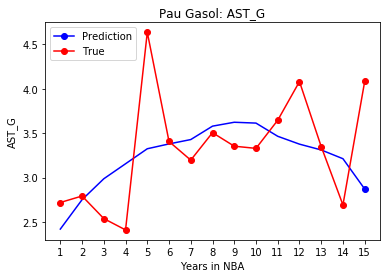 Pau Gasol: AST_G
Prediction
True
4.5
4.0
3.5
3.0
2.5
AST_G
1 2 3 4 5 6 7 8 9 10 11 12 13 14 15
Years in NBA